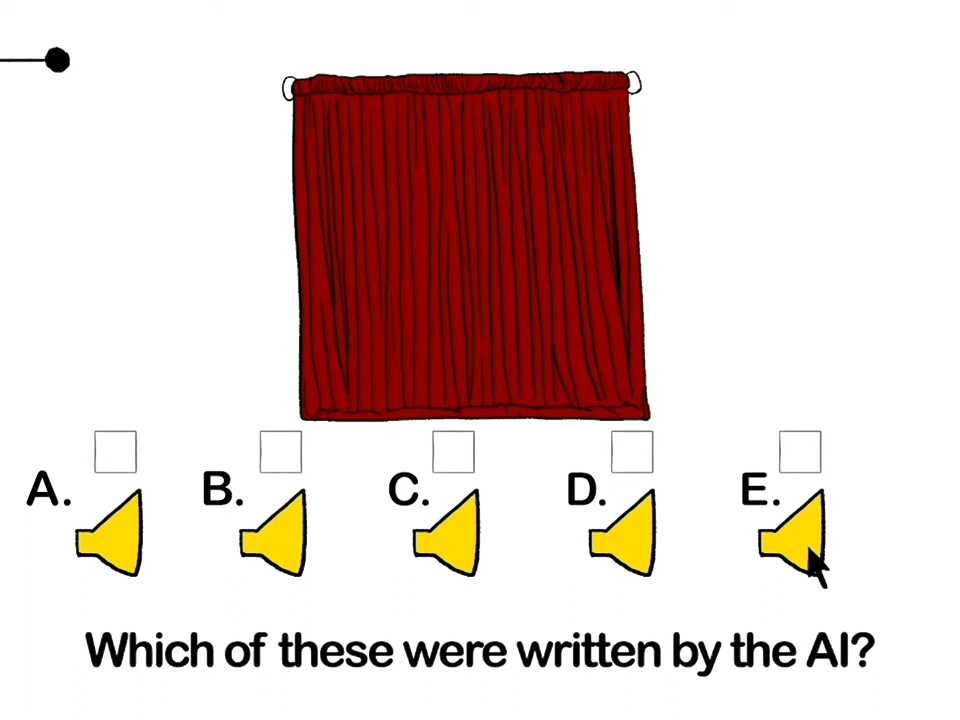 A. B. C. D. E.
Which of these were written by the AI?